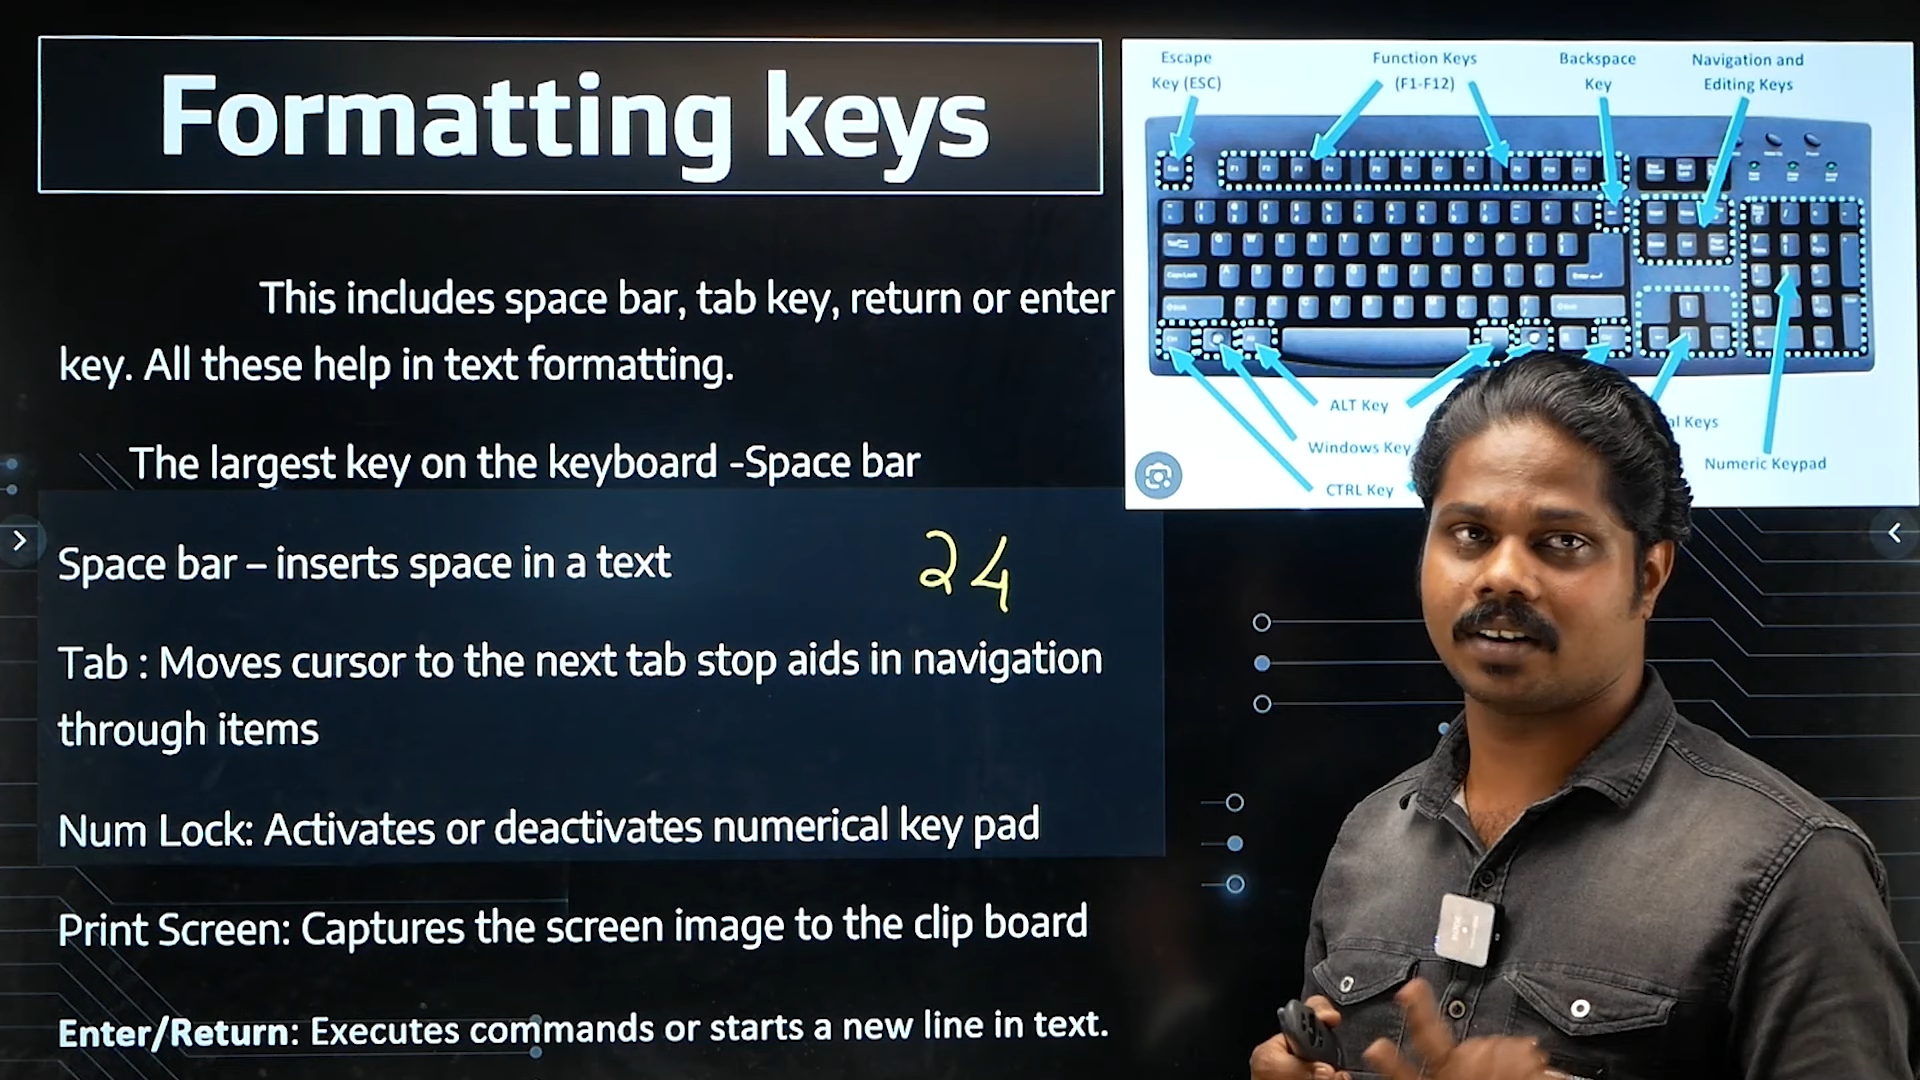 Formatting keys
This includes space bar, tab key, return or enter
key. All these help in text formatting.
The largest key on the keyboard -Space bar
Space bar – inserts space in a text
24
Tab : Moves cursor to the next tab stop aids in navigation
through items
Num Lock: Activates or deactivates numerical key pad
Print Screen: Captures the screen image to the clip board
Enter/Return: Executes commands or starts a new line in text.
Escape
Key (ESC)
Function Keys
(F1-F12)
Backspace
Key
Navigation and
Editing Keys
ALT Key
Windows Key
CTRL Key
al Keys
Numeric Keypad